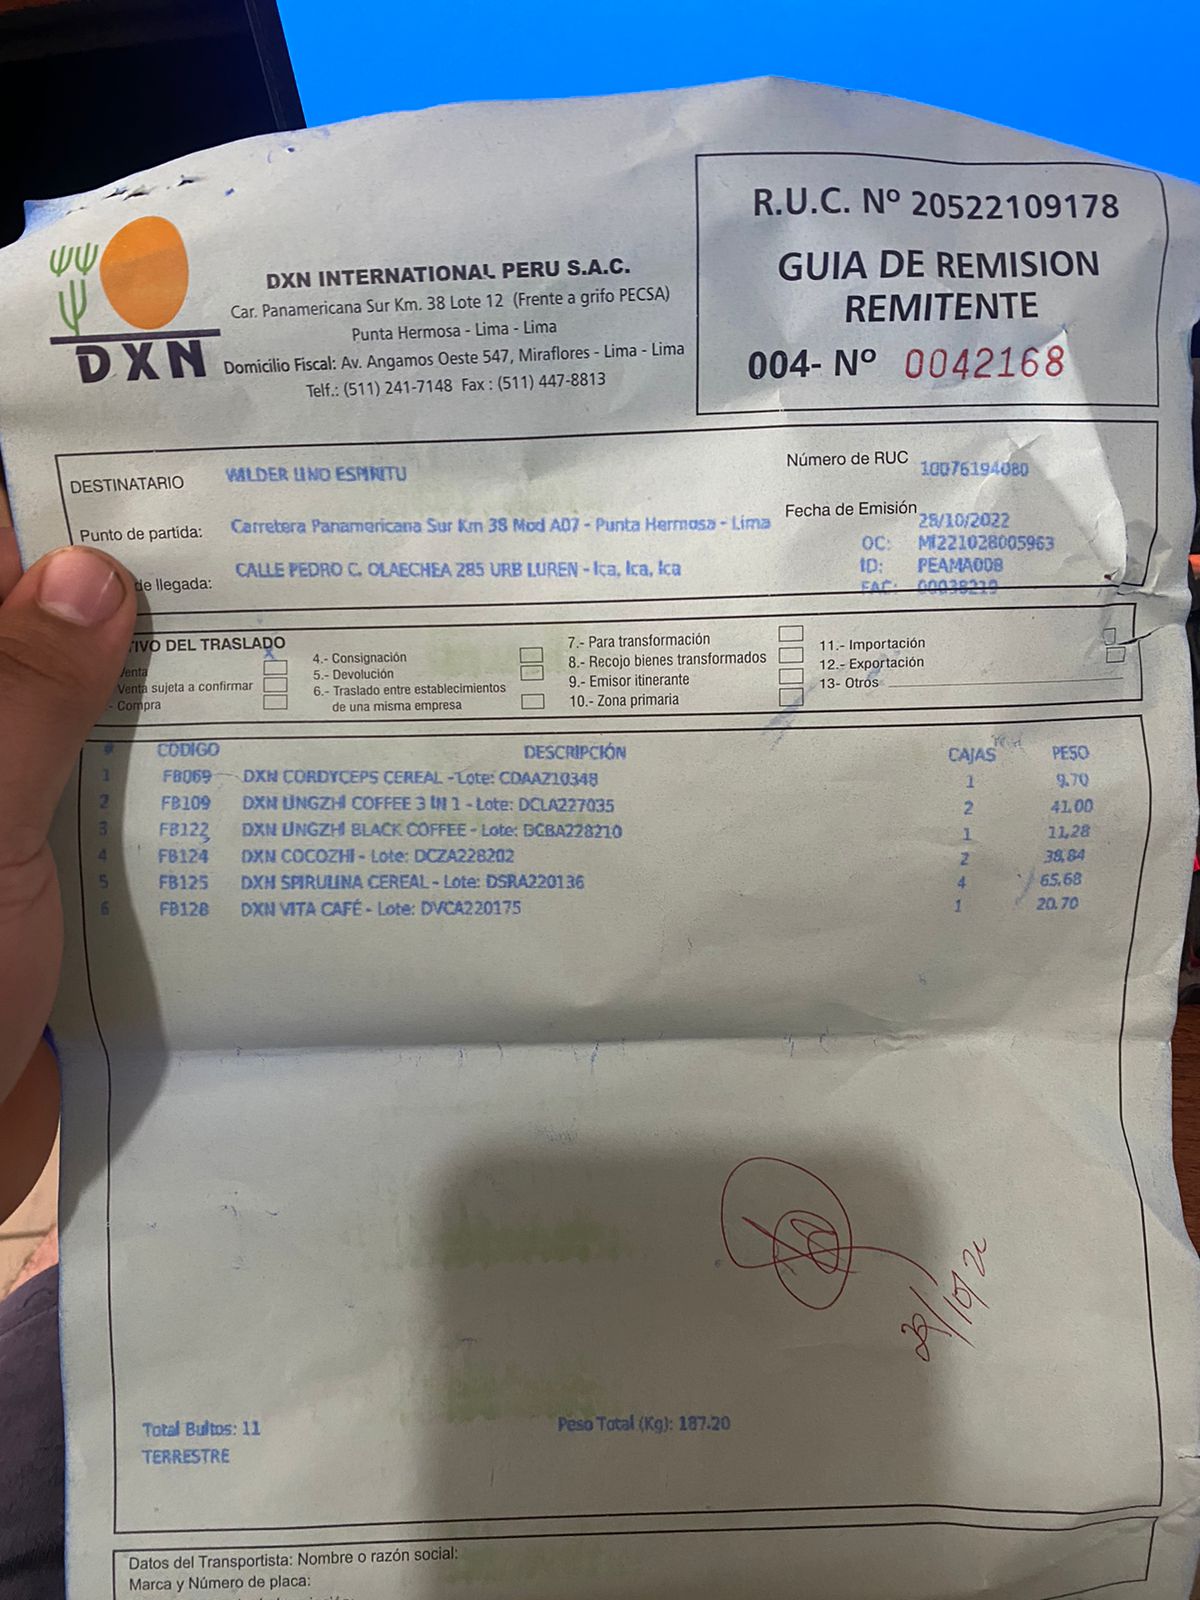 DXN
DXN INTERNATIONAL PERU S.A.C.
Car. Panamericana Sur Km. 38 Lote 12 (Frente a grifo PECSA)
Punta Hermosa - Lima - Lima
Domicilio Fiscal: Av. Angamos Oeste 547, Miraflores - Lima - Lima
Telf.: (511) 241-7148 Fax : (511) 447-8813
R.U.C. Nº 20522109178
GUIA DE REMISION
REMITENTE
004- Nº 0042168
DESTINATARIO WILDER LINO ESPIRITU
Número de RUC 10076194080
Punto de partida: Carretera Panamericana Sur Km 38 Mod A07 - Punta Hermosa - Lima
Fecha de Emisión 28/10/2022
OC: MI221028005963
de llegada: CALLE PEDRO C. OLAECHEA 285 URB LUREN - Ica, Ica, Ica
ID: PEAMA008
FAC: 00038219
TIVO DEL TRASLADO
X
Venta
Venta sujeta a confirmar
- Compra
4.- Consignación
5.- Devolución
6.- Traslado entre establecimientos
de una misma empresa
7.- Para transformación
8.- Recojo bienes transformados
9.- Emisor itinerante
10.- Zona primaria
11.- Importación
12.- Exportación
13- Otros
# CÓDIGO DESCRIPCIÓN CAJAS PESO
1 FB069 DXN CORDYCEPS CEREAL - Lote: CDAAZ10348 1 9.70
2 FB109 DXN LINGZHI COFFEE 3 IN 1 - Lote: DCLA227035 2 41.00
3 FB122 DXN LINGZHI BLACK COFFEE - Lote: BCBA228210 1 11,28
4 FB124 DXN COCOZHI - Lote: DCZA228202 2 38,84
5 FB125 DXN SPIRULINA CEREAL - Lote: DSRA220136 4 65.68
6 FB128 DXN VITA CAFÉ - Lote: DVCA220175 1 20.70
Total Bultos: 11
Peso Total (Kg): 187.20
TERRESTRE
Datos del Transportista: Nombre o razón social:
Marca y Número de placa: